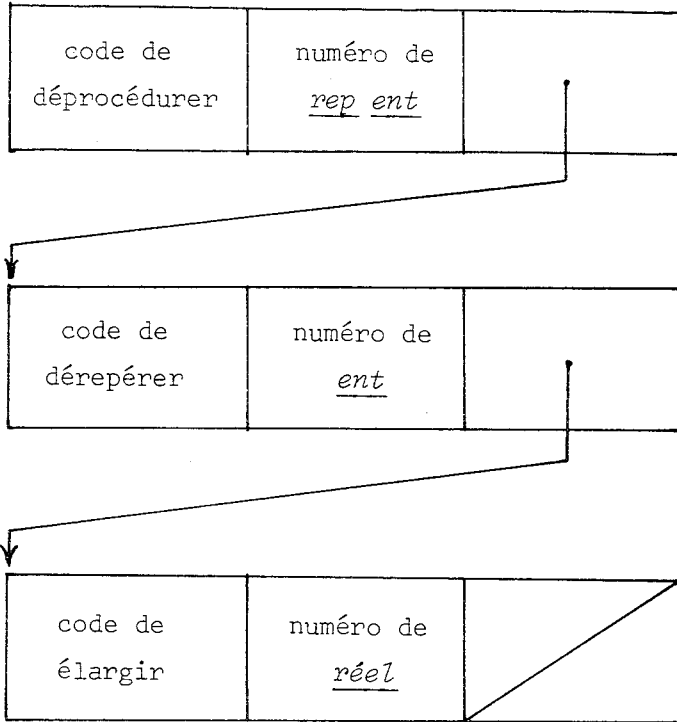 code de
déprocédurer
numéro de
rep ent
code de
dérepérer
numéro de
ent
code de
élargir
numéro de
réel